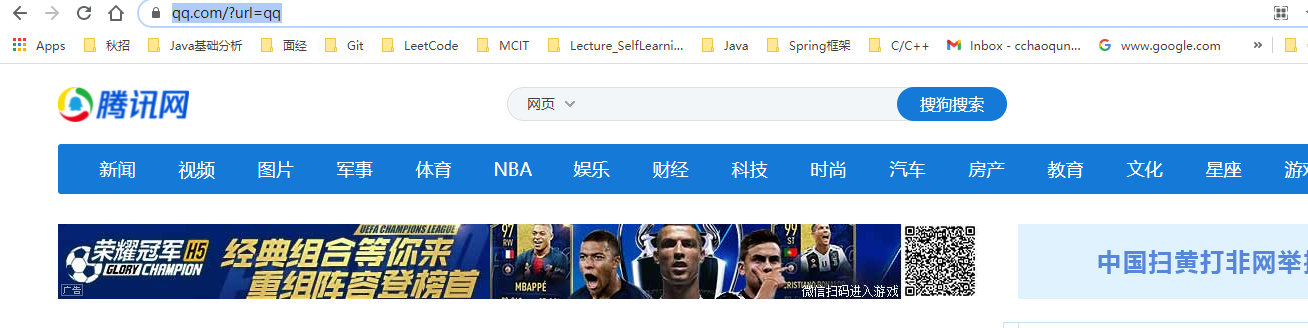 qq.com/?url=qq
Apps 秋招 Java基础分析 面经 Git LeetCode MCIT Lecture_SelfLearni... Java Spring框架 C/C++ Inbox - cchaoqun... www.google.com »
腾讯网 网页 搜狗搜索
新闻 视频 图片 军事 体育 NBA 娱乐 财经 科技 时尚 汽车 房产 教育 文化 星座 游
UEFA CHAMPIONS LEAGUE
荣耀冠军 H5 经典组合等你来 97 RW 99 ST
GLORY CHAMPION 重组阵容登榜首 MBAPPÉ
广告 微信扫码进入游戏
中国扫黄打非网举